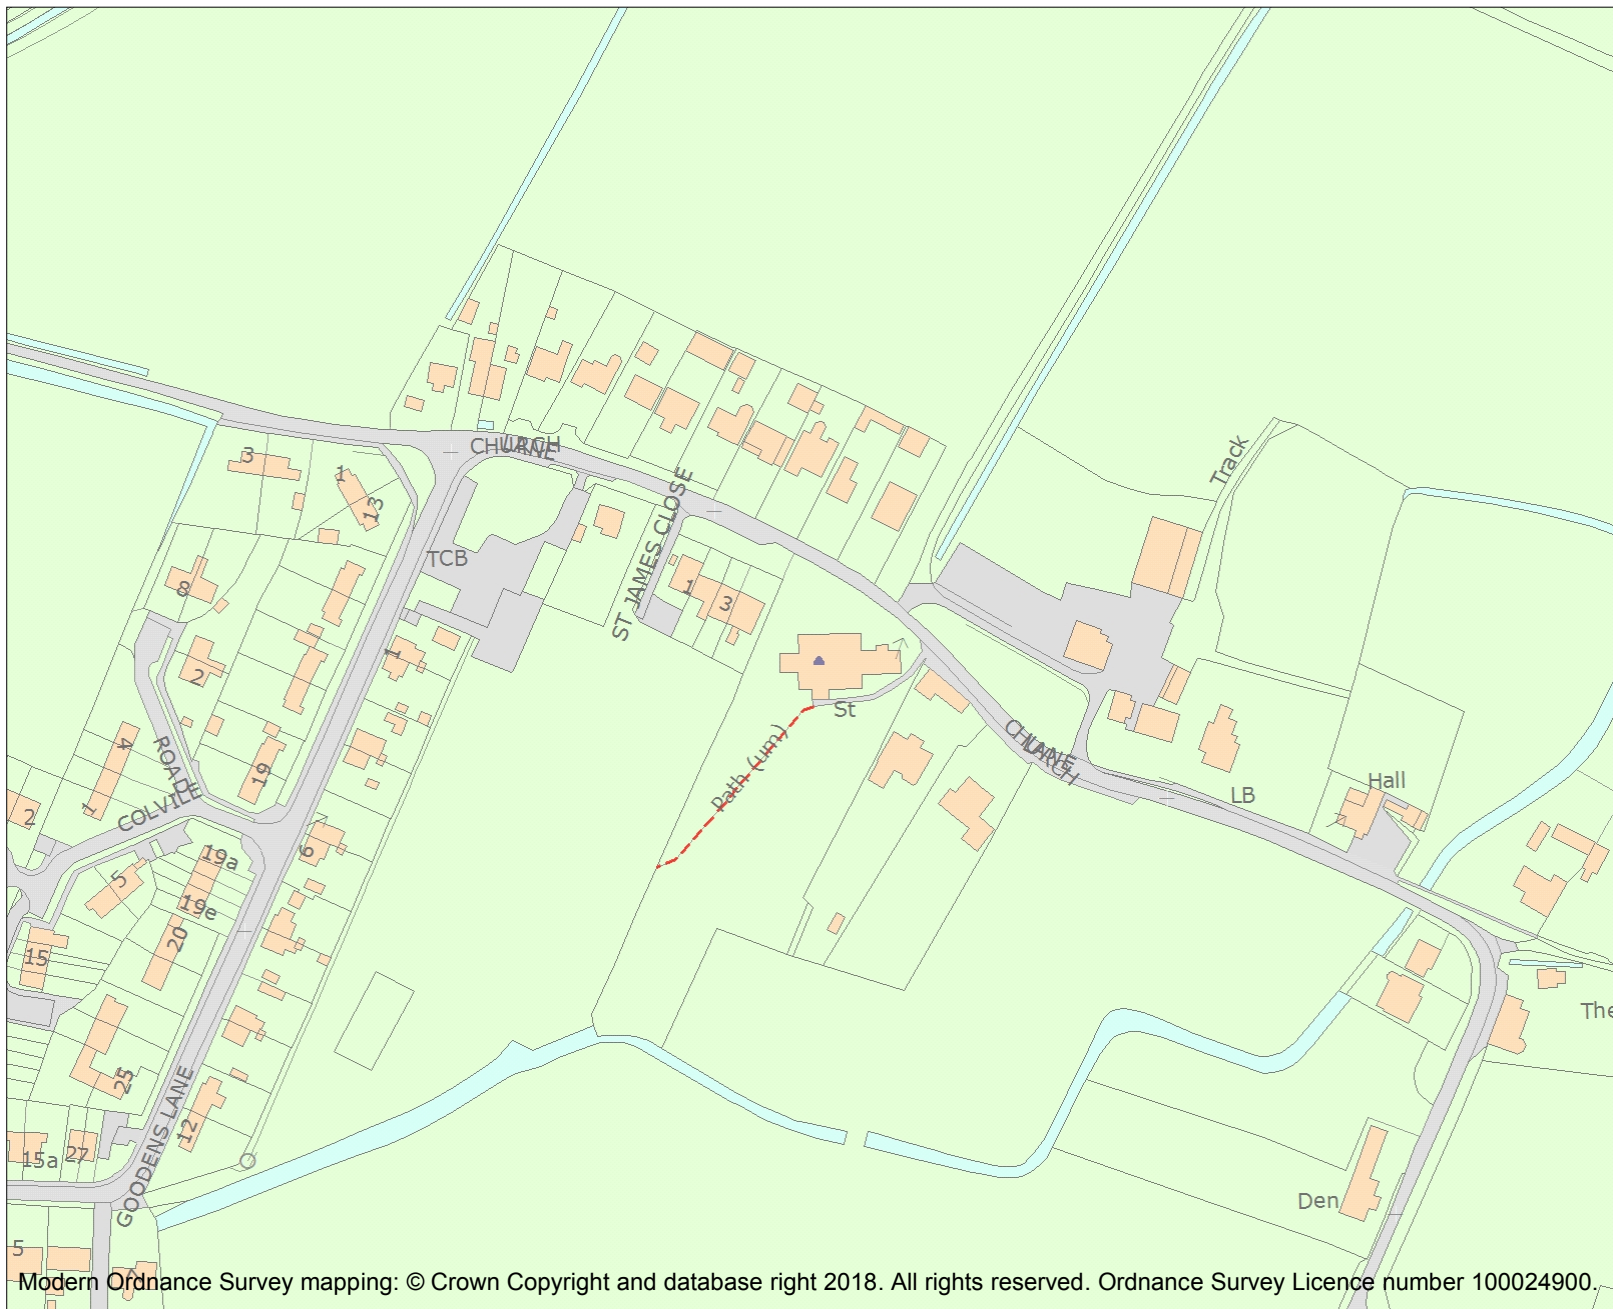 CHURCH
LANE
Track
ST JAMES CLOSE
3
1
13
TCB
8
1
3
1
2
St
Path (um)
CHURCH
LANE
ROAD
4
19
Hall
LB
1
COLVILE
2
19a
6
5
19e
20
15
The
25
GOODENS LANE
12
15a
27
Den
5
Modern Ordnance Survey mapping: © Crown Copyright and database right 2018. All rights reserved. Ordnance Survey Licence number 100024900.